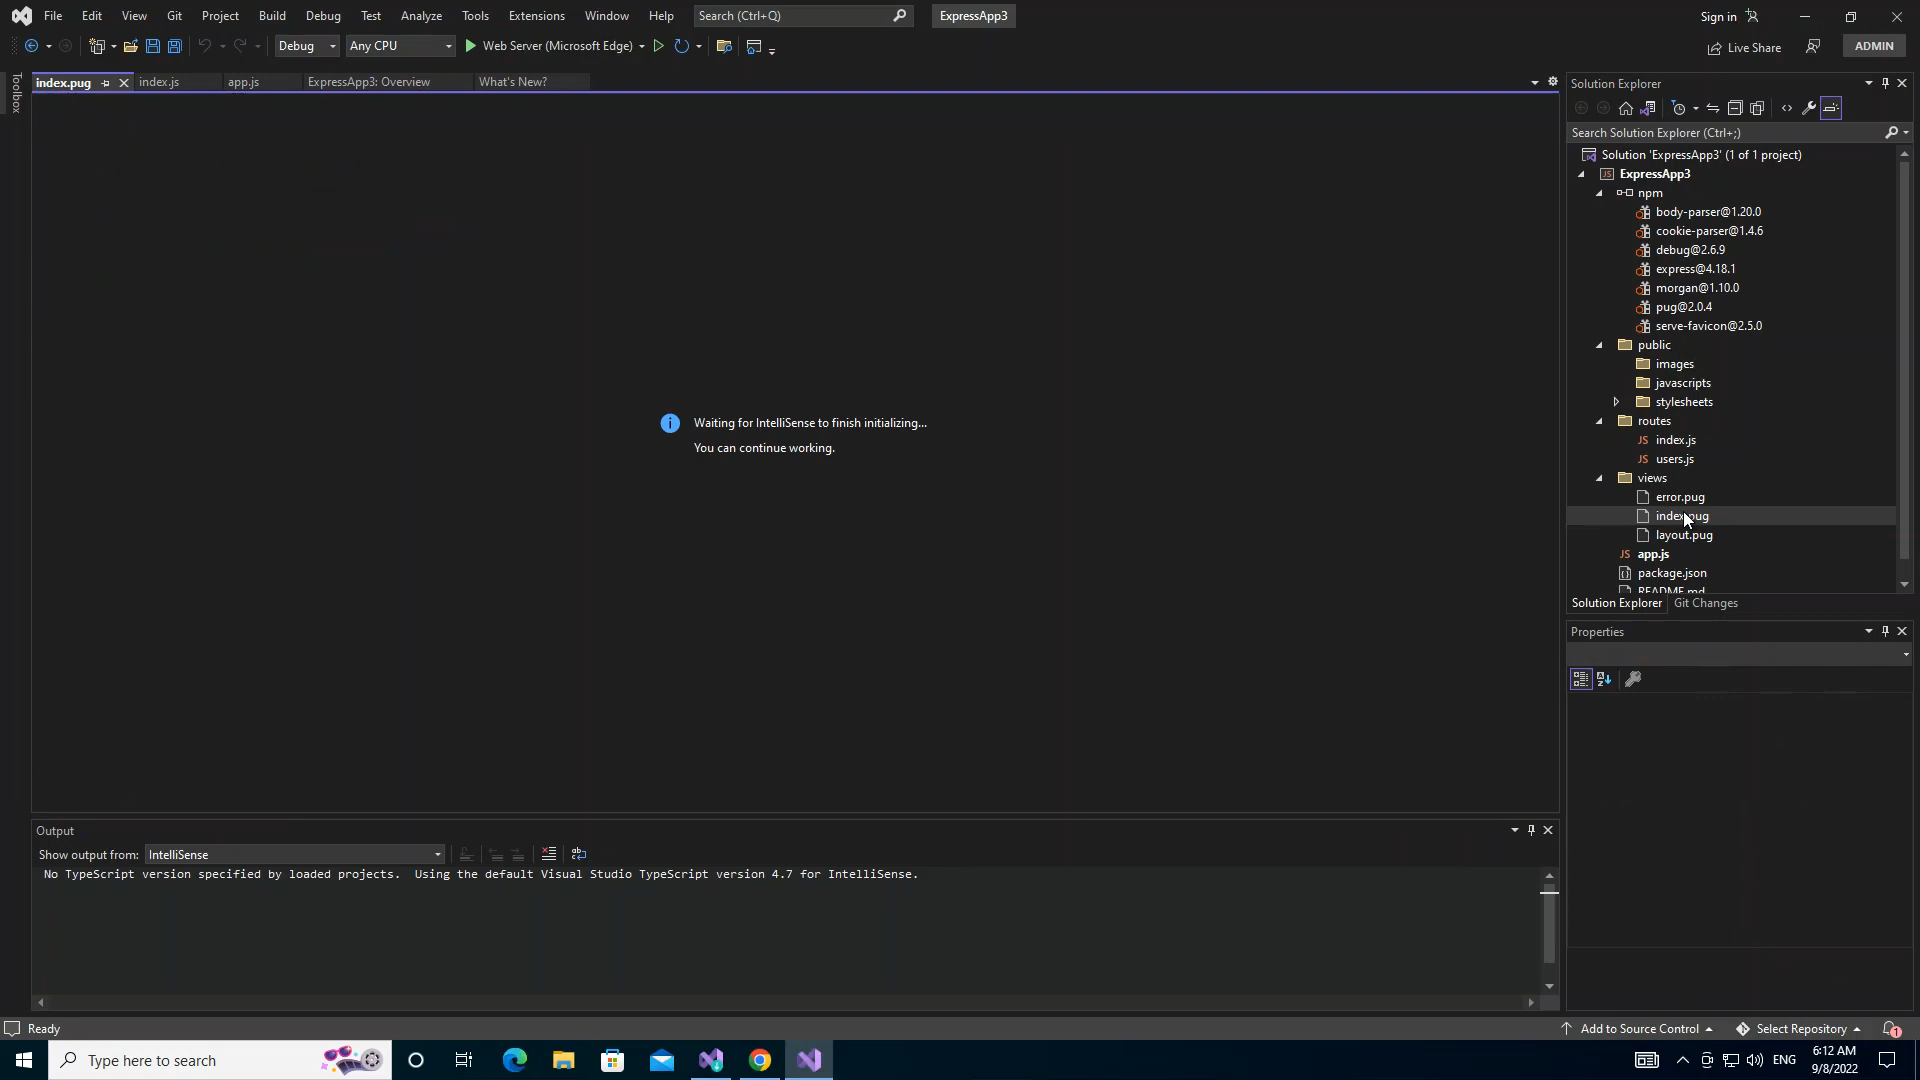 File Edit View Git Project Build Debug Test Analyze Tools Extensions Window Help Search (Ctrl+Q) ExpressApp3 Sign in
Debug Any CPU Web Server (Microsoft Edge) Live Share ADMIN
Toolbox
index.pug index.js app.js ExpressApp3: Overview What's New?
Waiting for IntelliSense to finish initializing...
You can continue working.
Solution Explorer
Search Solution Explorer (Ctrl+;)
Solution 'ExpressApp3' (1 of 1 project)
JS ExpressApp3
npm
body-parser@1.20.0
cookie-parser@1.4.6
debug@2.6.9
express@4.18.1
morgan@1.10.0
pug@2.0.4
serve-favicon@2.5.0
public
images
javascripts
stylesheets
routes
JS index.js
JS users.js
views
error.pug
index.pug
layout.pug
JS app.js
package.json
README.md
Solution Explorer Git Changes
Properties
Output
Show output from: IntelliSense
No TypeScript version specified by loaded projects. Using the default Visual Studio TypeScript version 4.7 for IntelliSense.
Ready Add to Source Control Select Repository 1
Type here to search ENG 6:12 AM
9/8/2022